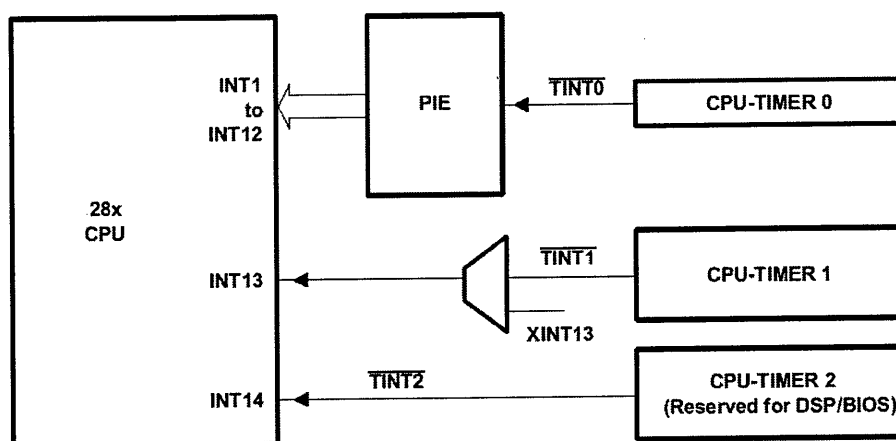 INT1
to
INT12
PIE
TINT0
CPU-TIMER 0
28x
CPU
INT13
TINT1
CPU-TIMER 1
XINT13
INT14
TINT2
CPU-TIMER 2
(Reserved for DSP/BIOS)